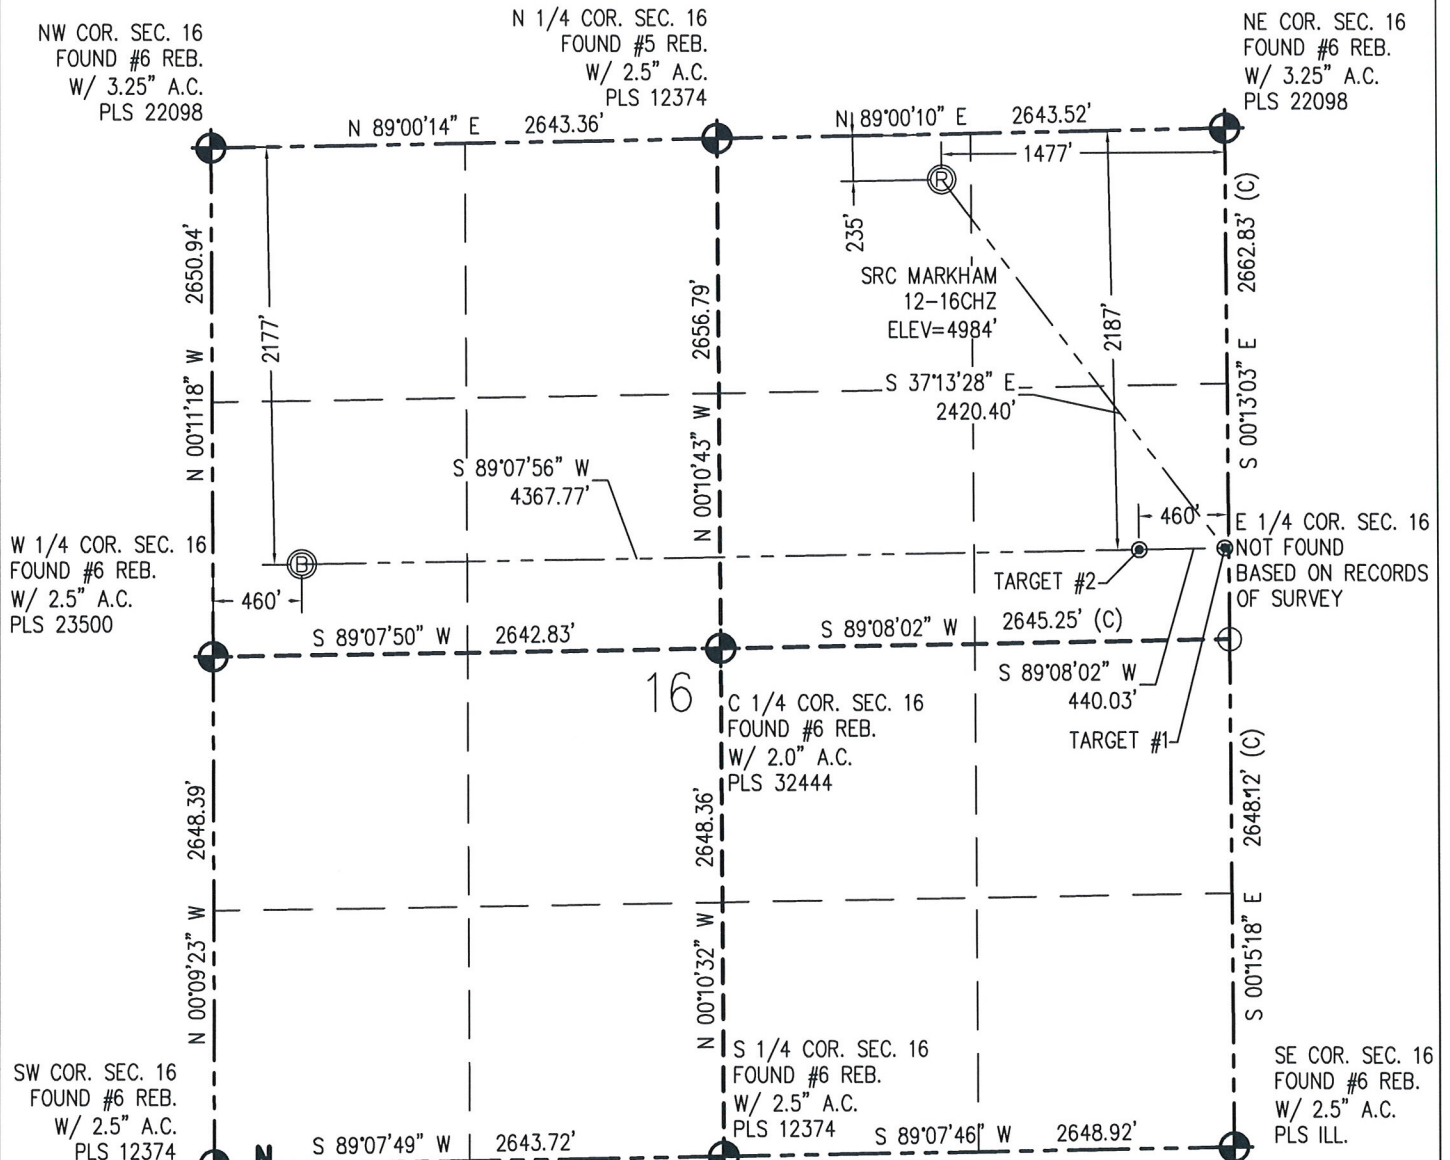 NW COR. SEC. 16
FOUND #6 REB.
W/ 3.25" A.C.
PLS 22098
N 1/4 COR. SEC. 16
FOUND #5 REB.
W/ 2.5" A.C.
PLS 12374
NE COR. SEC. 16
FOUND #6 REB.
W/ 3.25" A.C.
PLS 22098
N 89°00'14" E 2643.36'
N 89°00'10" E 2643.52'
1477'
R
235'
2650.94'
N 00°11'18" W
2177'
2656.79'
N 00°10'43" W
SRC MARKHAM
12-16CHZ
ELEV=4984'
2187'
2662.83' (C)
S 00°13'03" E
S 37°13'28" E
2420.40'
S 89°07'56" W
4367.77'
460'
E 1/4 COR. SEC. 16
NOT FOUND
BASED ON RECORDS
OF SURVEY
W 1/4 COR. SEC. 16
FOUND #6 REB.
W/ 2.5" A.C.
PLS 23500
B
460'
TARGET #2
S 89°07'50" W 2642.83'
S 89°08'02" W 2645.25' (C)
S 89°08'02" W
440.03'
TARGET #1
16
C 1/4 COR. SEC. 16
FOUND #6 REB.
W/ 2.0" A.C.
PLS 32444
2648.39'
N 00°09'23" W
2648.36'
N 00°10'32" W
2648.12' (C)
S 00°15'18" E
SW COR. SEC. 16
FOUND #6 REB.
W/ 2.5" A.C.
PLS 12374
S 1/4 COR. SEC. 16
FOUND #6 REB.
W/ 2.5" A.C.
PLS 12374
SE COR. SEC. 16
FOUND #6 REB.
W/ 2.5" A.C.
PLS ILL.
N
S 89°07'49" W 2643.72'
S 89°07'46" W 2648.92'